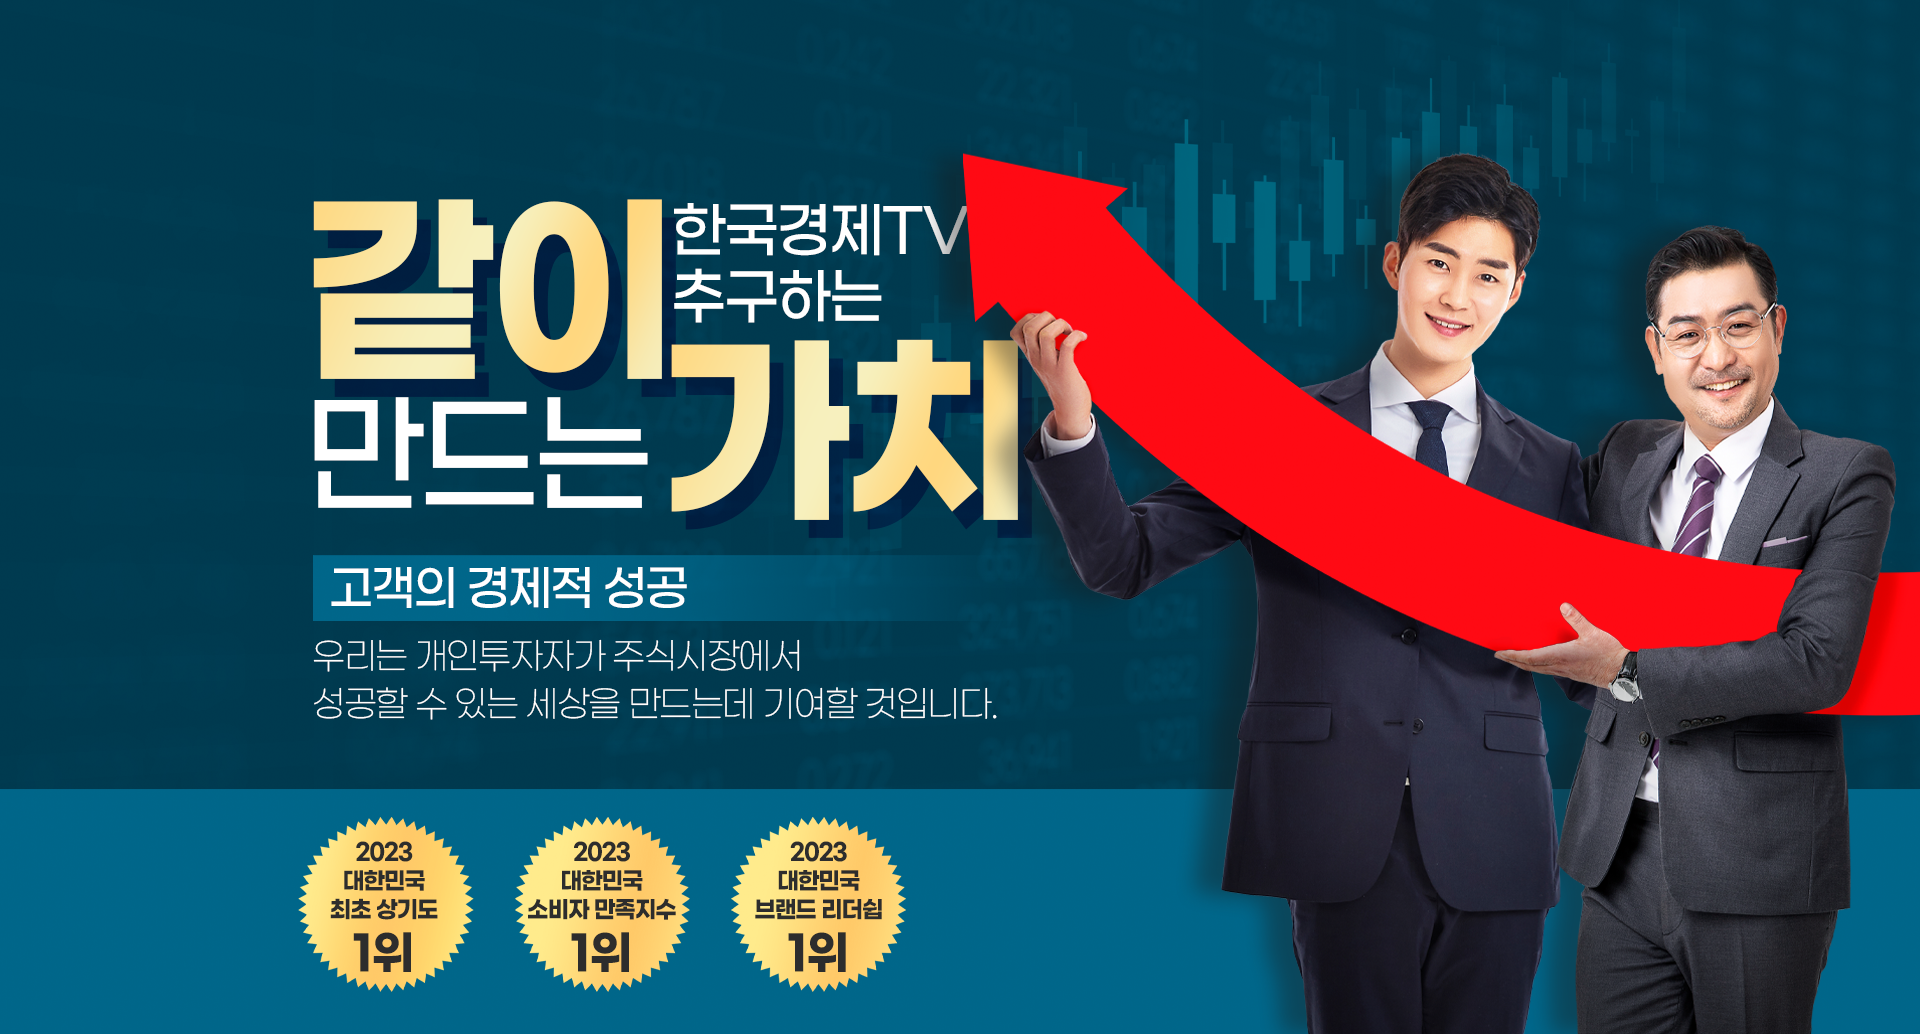 같이
한국경제TV
추구하는
만드는
가치
고객의 경제적 성공
우리는 개인투자자가 주식시장에서
성공할 수 있는 세상을 만드는데 기여할 것입니다.
2023
대한민국
최초 상기도
1위
2023
대한민국
소비자 만족지수
1위
2023
대한민국
브랜드 리더쉽
1위